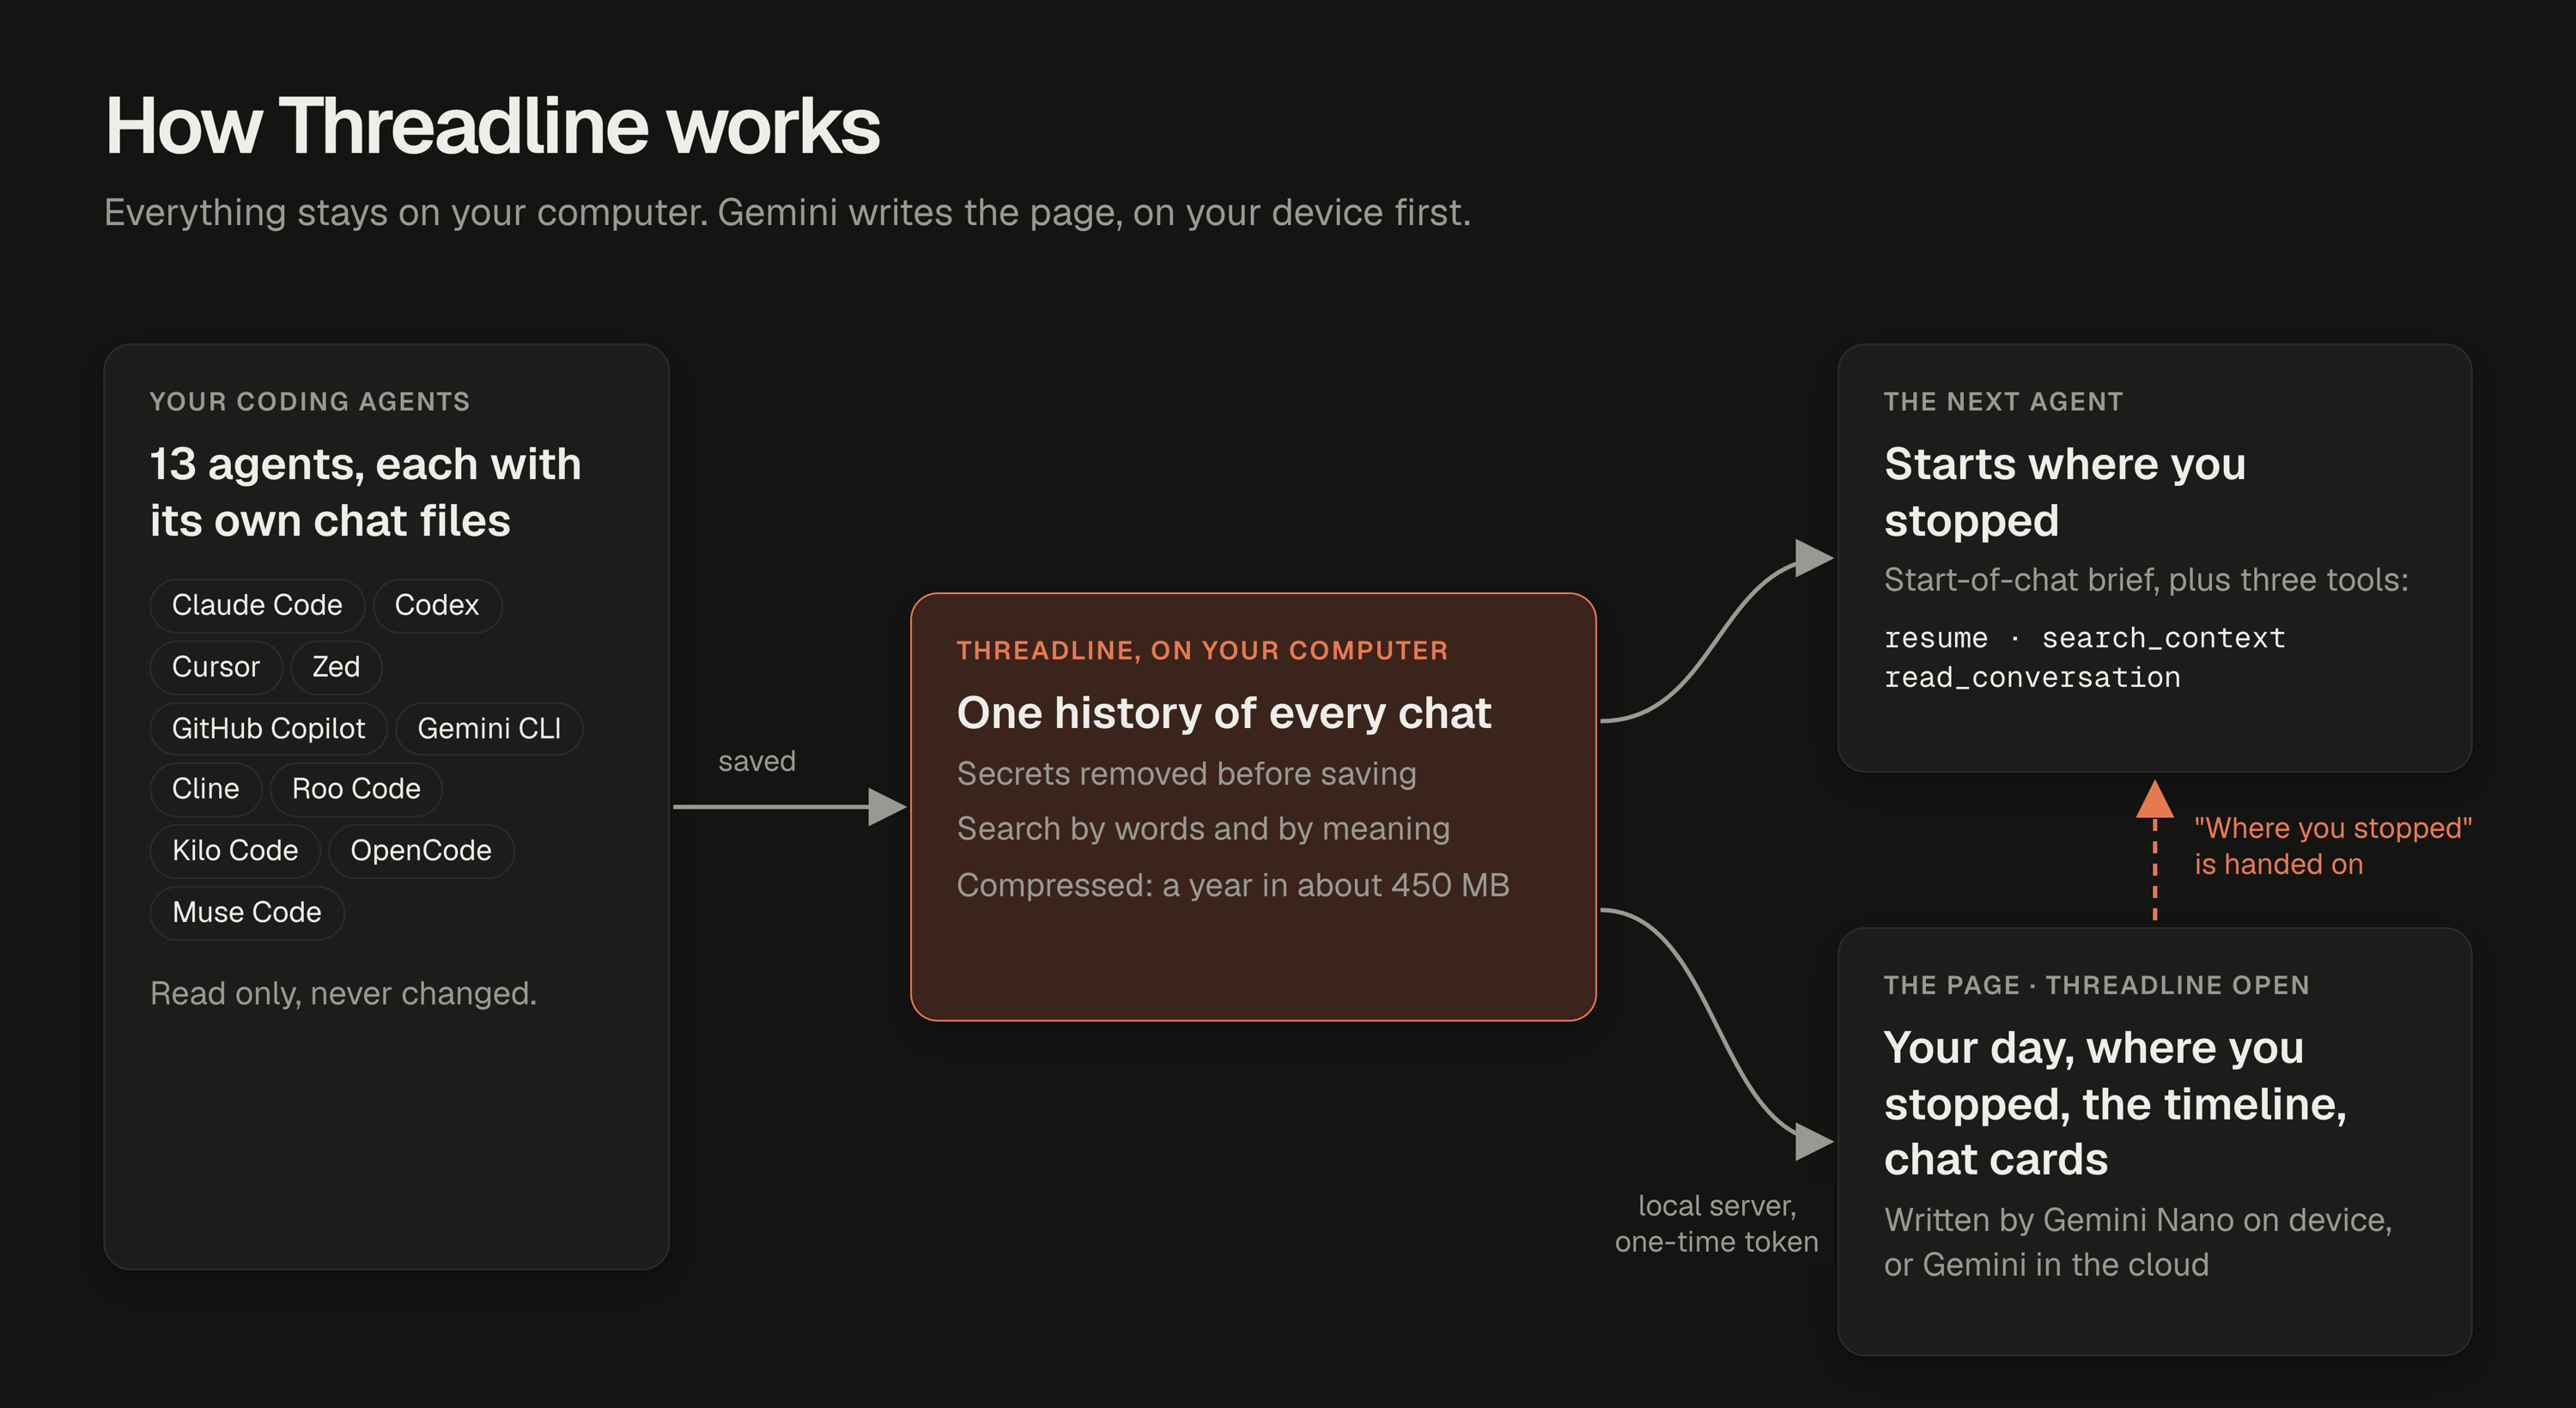 How Threadline works
Everything stays on your computer. Gemini writes the page, on your device first.
YOUR CODING AGENTS
13 agents, each with
its own chat files
Claude Code
Codex
Cursor
Zed
GitHub Copilot
Gemini CLI
Cline
Roo Code
Kilo Code
OpenCode
Muse Code
Read only, never changed.
saved
THREADLINE, ON YOUR COMPUTER
One history of every chat
Secrets removed before saving
Search by words and by meaning
Compressed: a year in about 450 MB
THE NEXT AGENT
Starts where you
stopped
Start-of-chat brief, plus three tools:
resume · search_context
read_conversation
"Where you stopped"
is handed on
local server,
one-time token
THE PAGE · THREADLINE OPEN
Your day, where you
stopped, the timeline,
chat cards
Written by Gemini Nano on device,
or Gemini in the cloud